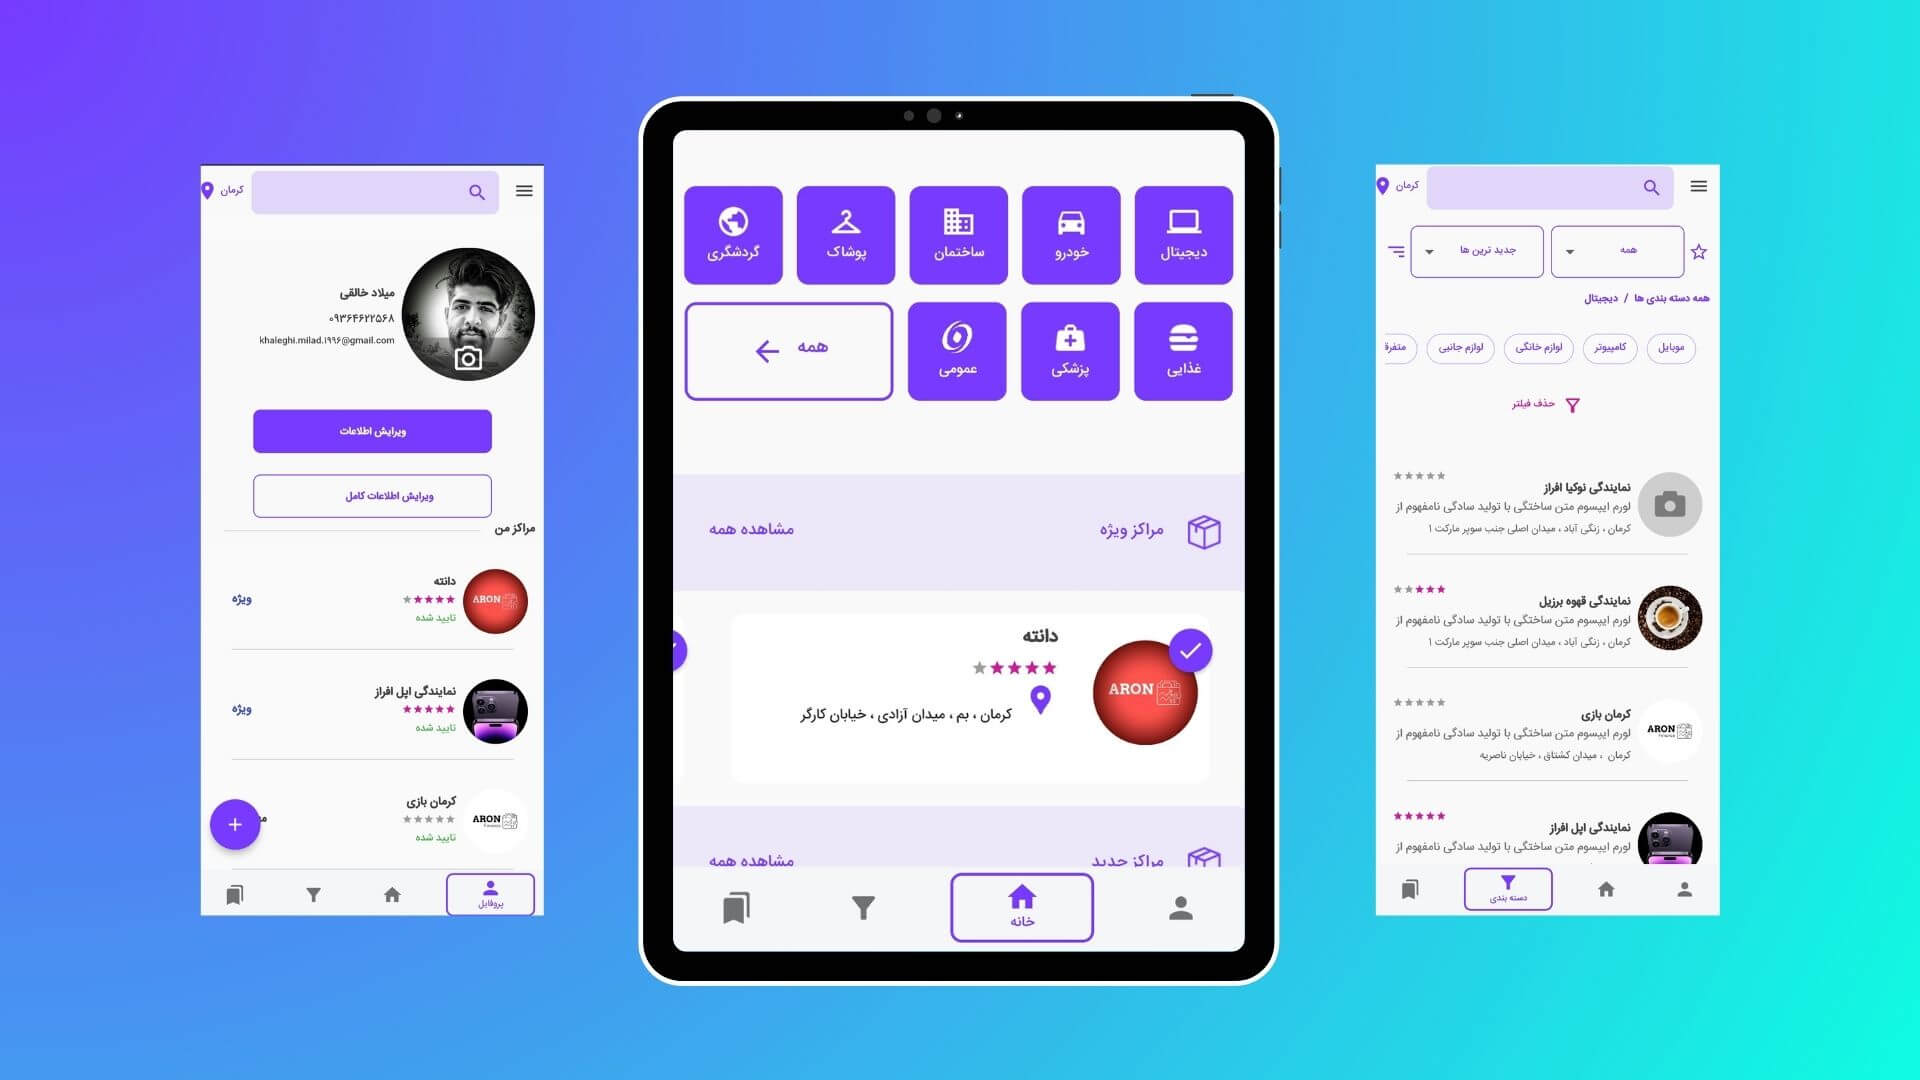 کرمان
میلاد خالقی
۰۹۳۶۴۶۲۲۵۶۸
khaleghi.milad.۱۹۹۶@gmail.com
ویرایش اطلاعات
ویرایش اطلاعات کامل
مراکز من
دانته
ARON
ویژه
تایید شده
نمایندگی اپل افراز
ویژه
تایید شده
کرمان بازی
ARON
تایید شده
پروفایل
دیجیتال
خودرو
ساختمان
پوشاک
گردشگری
غذایی
پزشکی
عمومی
همه
مراکز ویژه
مشاهده همه
دانته
ARON
کرمان ، بم ، میدان آزادی ، خیابان کارگر
مراکز جدید
مشاهده همه
خانه
کرمان
همه
جدید ترین ها
همه دسته بندی ها / دیجیتال
موبایل
کامپیوتر
لوازم خانگی
لوازم جانبی
متفرق
حذف فیلتر
نمایندگی نوکیا افراز
لورم ایپسوم متن ساختگی با تولید سادگی نامفهوم از
کرمان ، زنگی آباد ، میدان اصلی جنب سوپر مارکت ۱
نمایندگی قهوه برزیل
لورم ایپسوم متن ساختگی با تولید سادگی نامفهوم از
کرمان ، زنگی آباد ، میدان اصلی جنب سوپر مارکت ۱
کرمان بازی
ARON
لورم ایپسوم متن ساختگی با تولید سادگی نامفهوم از
کرمان ، میدان کشتاق ، خیابان ناصریه
نمایندگی اپل افراز
لورم ایپسوم متن ساختگی با تولید سادگی نامفهوم از
دسته بندی